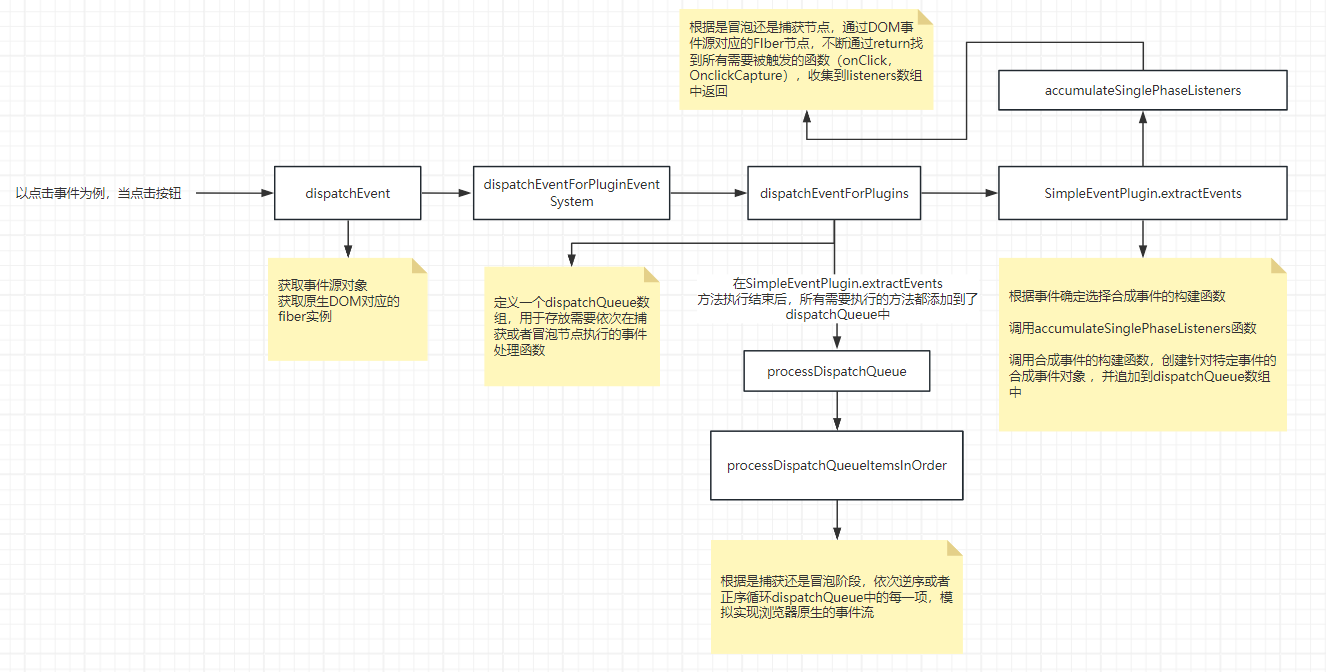 根据是冒泡还是捕获节点，通过DOM事
件源对应的FIber节点，不断通过return找
到所有需要被触发的函数（onClick，
OnclickCapture），收集到listeners数组
中返回
accumulateSinglePhaseListeners
以点击事件为例，当点击按钮
dispatchEvent
dispatchEventForPluginEvent
System
dispatchEventForPlugins
SimpleEventPlugin.extractEvents
获取事件源对象
获取原生DOM对应的
fiber实例
定义一个dispatchQueue数
组，用于存放需要依次在捕
获或者冒泡节点执行的事件
处理函数
在SimpleEventPlugin.extractEvents
方法执行结束后，所有需要执行的方法都添加到了
dispatchQueue中
根据事件确定选择合成事件的构建函数
调用accumulateSinglePhaseListeners函数
调用合成事件的构建函数，创建针对特定事件的
合成事件对象 ，并追加到dispatchQueue数组
中
processDispatchQueue
processDispatchQueueItemsInOrder
根据是捕获还是冒泡阶段，依次逆序或者
正序循环dispatchQueue中的每一项，模
拟实现浏览器原生的事件流